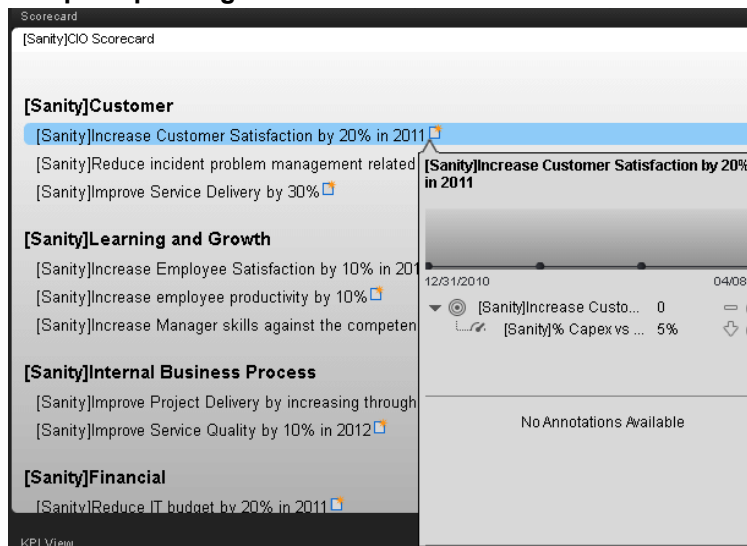 Scorecard
[Sanity]CIO Scorecard
[Sanity]Customer
[Sanity]Increase Customer Satisfaction by 20% in 2011
[Sanity]Reduce incident problem management related
[Sanity]Improve Service Delivery by 30%
[Sanity]Learning and Growth
[Sanity]Increase Employee Satisfaction by 10% in 201
[Sanity]Increase employee productivity by 10%
[Sanity]Increase Manager skills against the competen
[Sanity]Internal Business Process
[Sanity]Improve Project Delivery by increasing through
[Sanity]Improve Service Quality by 10% in 2012
[Sanity]Financial
[Sanity]Reduce IT budget by 20% in 2011
KPI View
[Sanity]Increase Customer Satisfaction by 20%
in 2011
12/31/2010 04/08
[Sanity]Increase Custo... 0
[Sanity]% Capex vs ... 5%
No Annotations Available